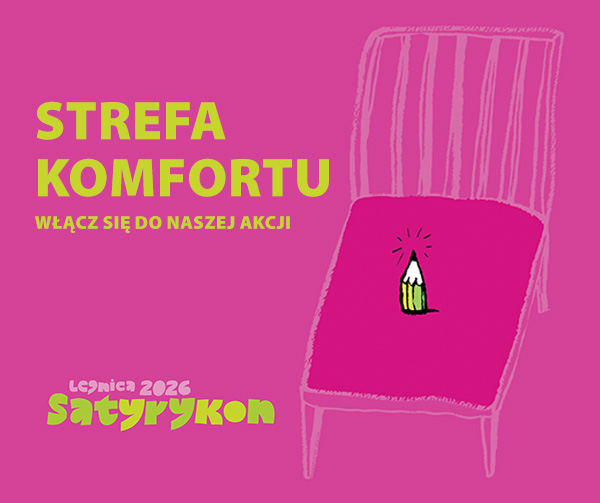 STREFA
KOMFORTU
WŁĄCZ SIĘ DO NASZEJ AKCJI
Legnica 2026
Satyrykon